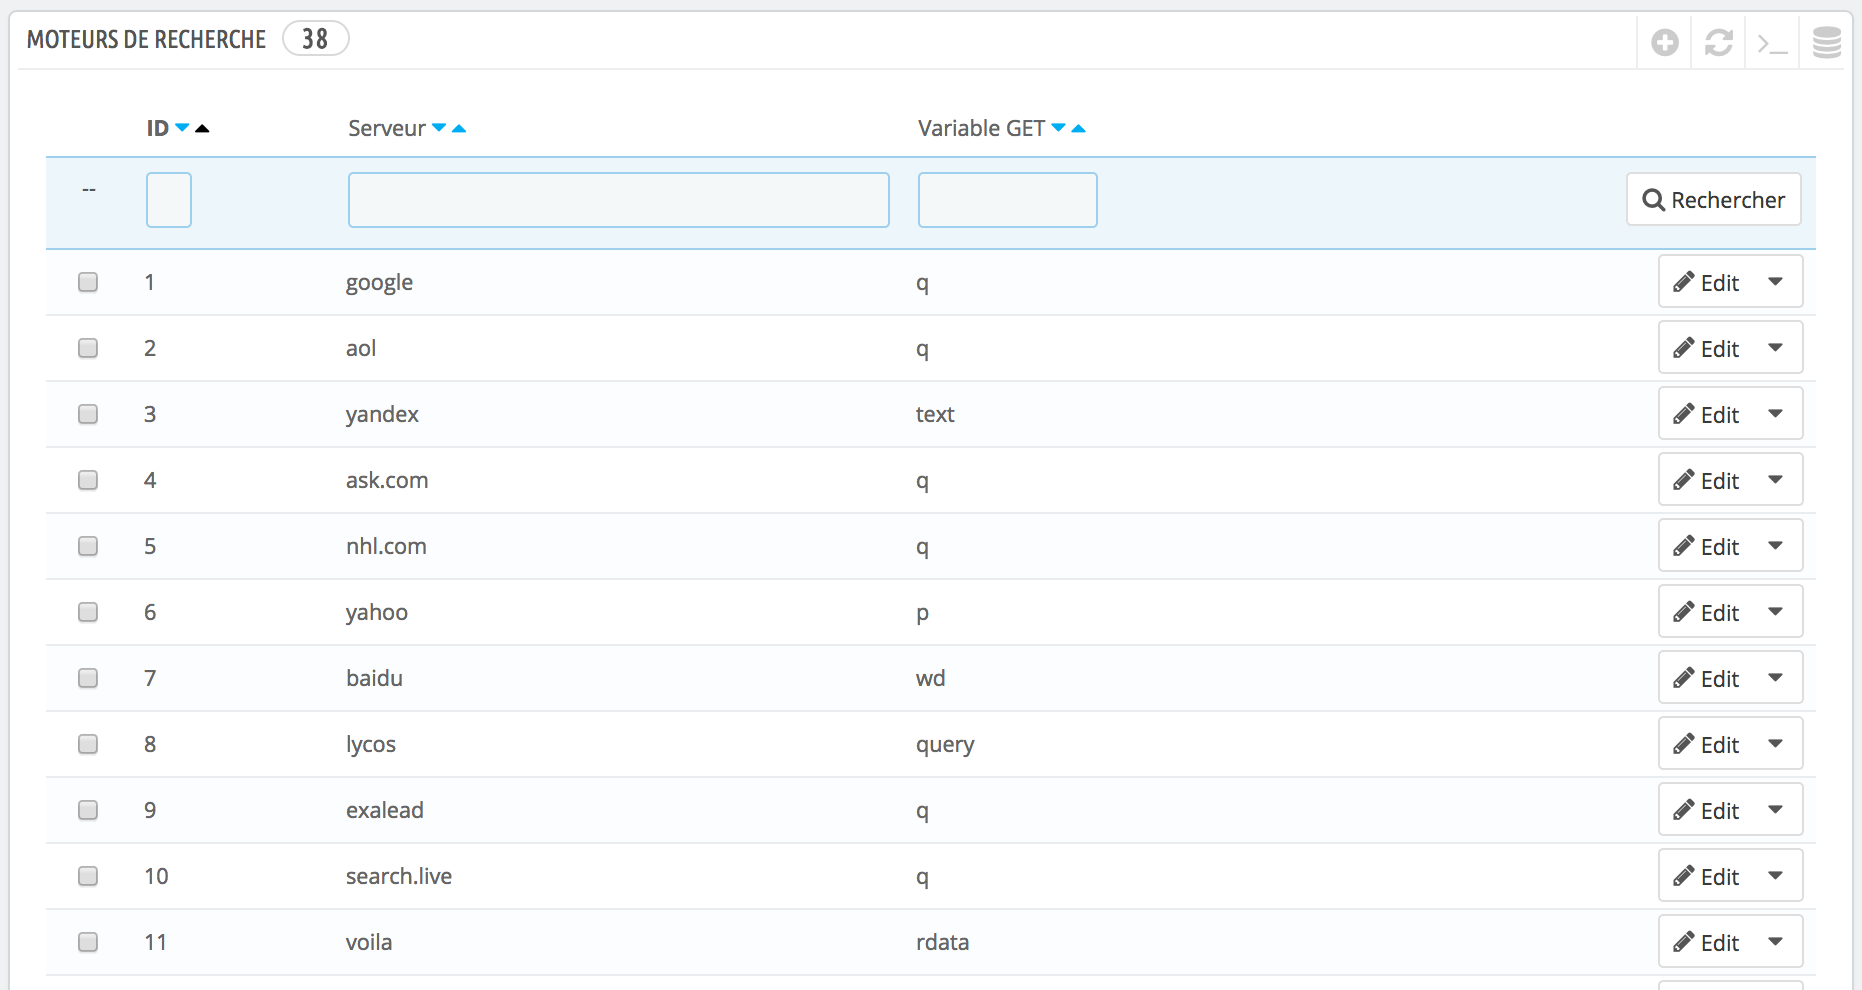 MOTEURS DE RECHERCHE 38
ID Serveur Variable GET
-- Rechercher
1 google q Edit
2 aol q Edit
3 yandex text Edit
4 ask.com q Edit
5 nhl.com q Edit
6 yahoo p Edit
7 baidu wd Edit
8 lycos query Edit
9 exalead q Edit
10 search.live q Edit
11 voila rdata Edit